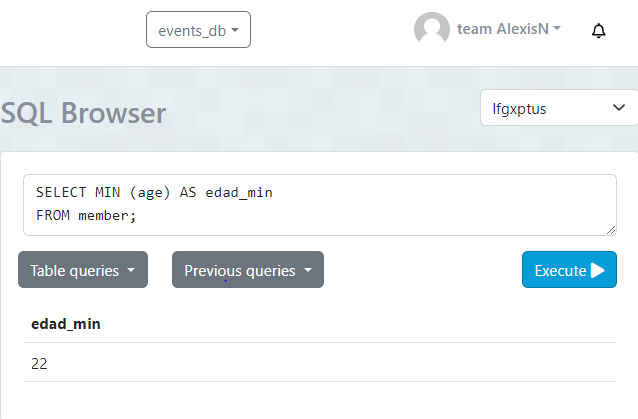 events_db
team AlexisN
SQL Browser
lfgxptus
SELECT MIN (age) AS edad_min
FROM member;
Table queries
Previous queries
Execute
edad_min
22